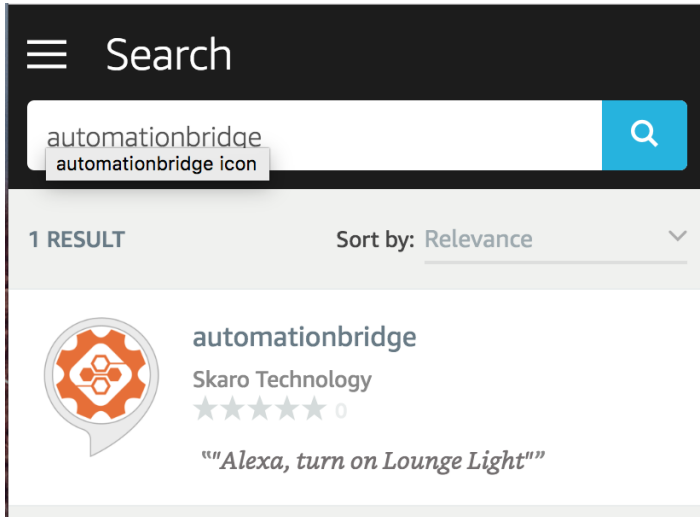 Search
automationbridge
automationbridge icon
1 RESULT
Sort by: Relevance
automationbridge
Skaro Technology
0
“"Alexa, turn on Lounge Light"”